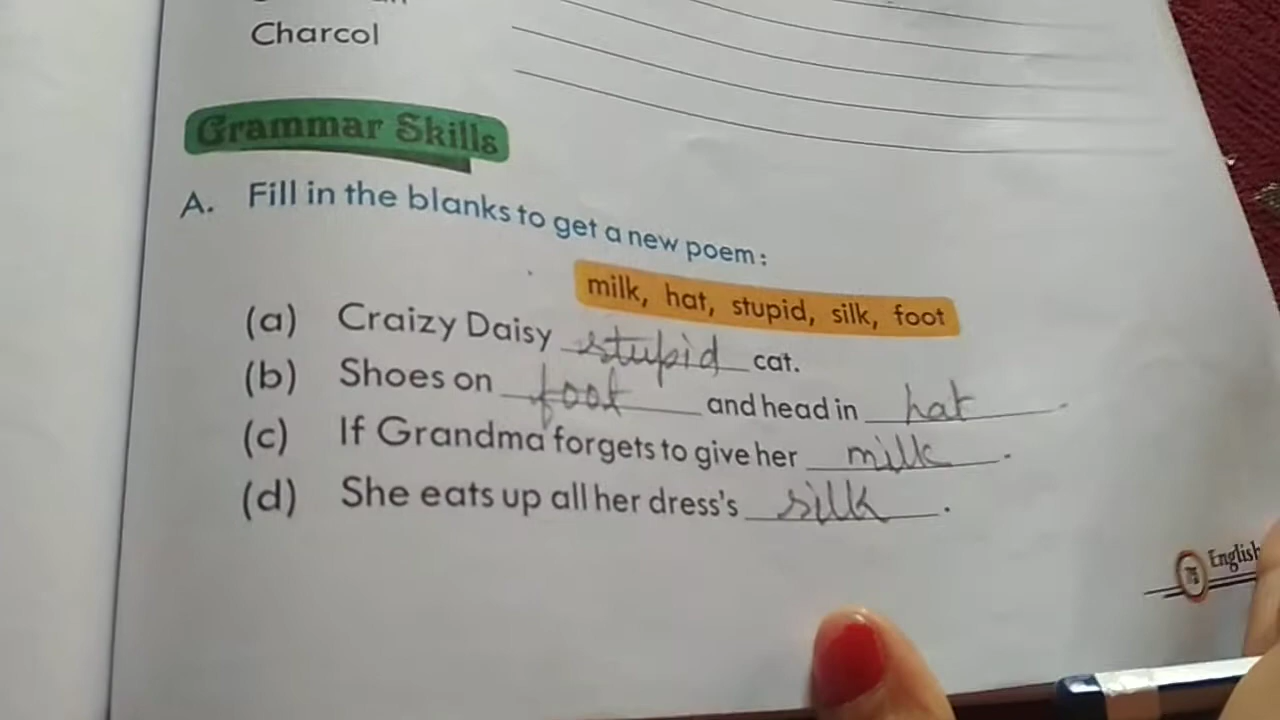 Charcol
Grammar Skills
A. Fill in the blanks to get a new poem:
milk, hat, stupid, silk, foot
(a) Craizy Daisy stupid cat.
(b) Shoes on foot and head in hat.
(c) If Grandma forgets to give her milk.
(d) She eats up all her dress's silk.
English